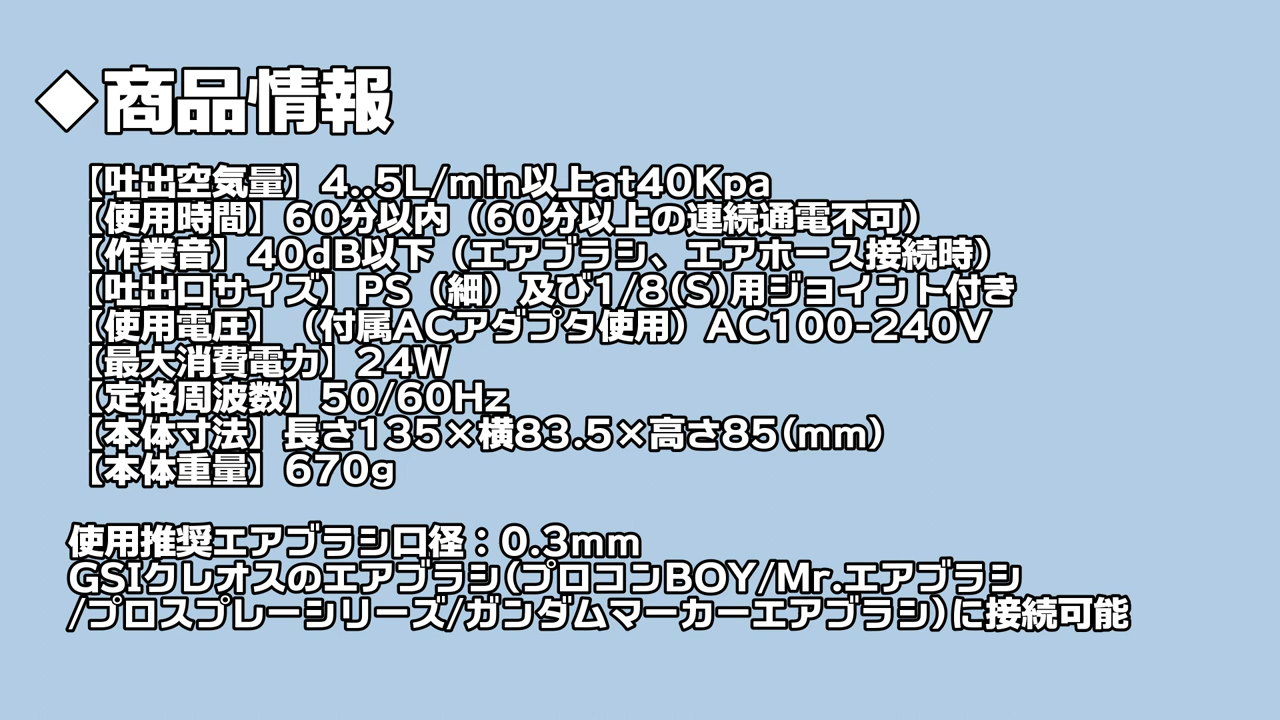 ◆商品情報
【吐出空気量】4..5L/min以上at40Kpa
【使用時間】60分以内（60分以上の連続通電不可）
【作業音】40dB以下（エアブラシ、エアホース接続時）
【吐出口サイズ】PS（細）及び1/8(S)用ジョイント付き
【使用電圧】（付属ACアダプタ使用）AC100-240V
【最大消費電力】24W
【定格周波数】50/60Hz
【本体寸法】長さ135×横83.5×高さ85(mm)
【本体重量】670g
使用推奨エアブラシ口径：0.3mm
GSIクレオスのエアブラシ(プロコンBOY/Mr.エアブラシ
/プロスプレーシリーズ/ガンダムマーカーエアブラシ)に接続可能